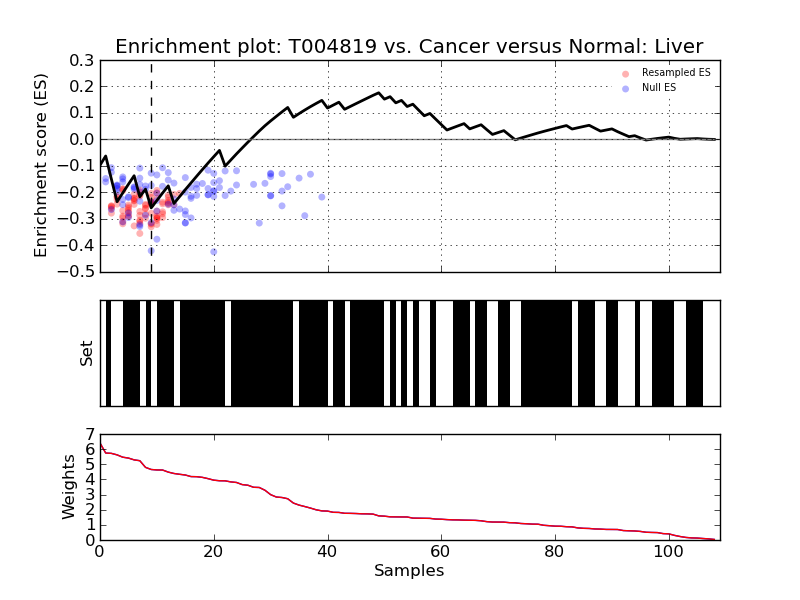 Enrichment plot: T004819 vs. Cancer versus Normal: Liver
Enrichment score (ES)
0.3
0.2
0.1
0.0
−0.1
−0.2
−0.3
−0.4
−0.5
Resampled ES
Null ES
Set
Weights
7
6
5
4
3
2
1
0
0 20 40 60 80 100
Samples